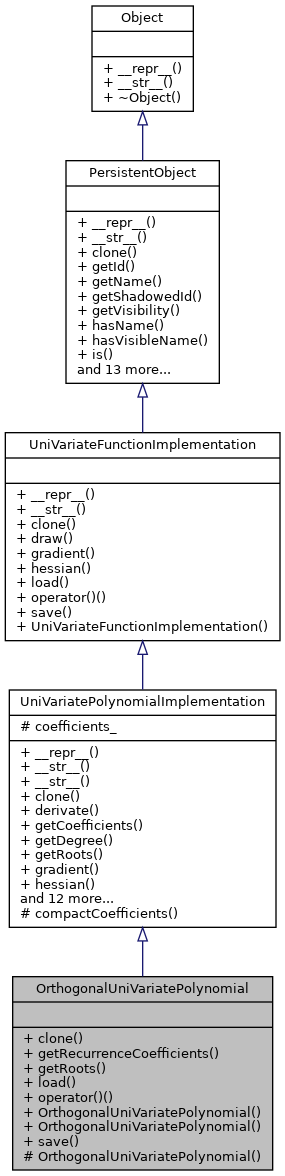 Object
+ __repr__()
+ __str__()
+ ~Object()
PersistentObject
+ __repr__()
+ __str__()
+ clone()
+ getId()
+ getName()
+ getShadowedId()
+ getVisibility()
+ hasName()
+ hasVisibleName()
+ is()
and 13 more...
UniVariateFunctionImplementation
+ __repr__()
+ __str__()
+ clone()
+ draw()
+ gradient()
+ hessian()
+ load()
+ operator()()
+ save()
+ UniVariateFunctionImplementation()
UniVariatePolynomialImplementation
# coefficients_
+ __repr__()
+ __str__()
+ __str__()
+ clone()
+ derivate()
+ getCoefficients()
+ getDegree()
+ getRoots()
+ gradient()
+ hessian()
and 12 more...
# compactCoefficients()
OrthogonalUniVariatePolynomial
+ clone()
+ getRecurrenceCoefficients()
+ getRoots()
+ load()
+ operator()()
+ OrthogonalUniVariatePolynomial()
+ OrthogonalUniVariatePolynomial()
+ save()
# OrthogonalUniVariatePolynomial()